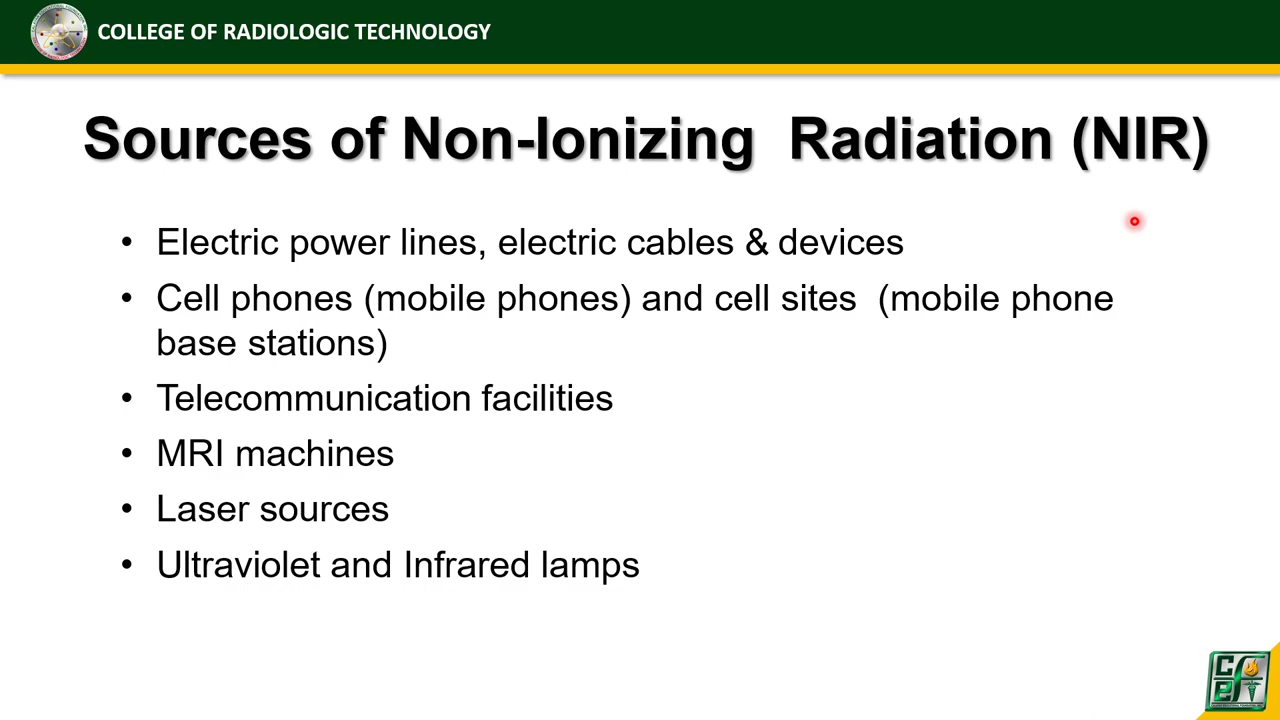 COLLEGE OF RADIOLOGIC TECHNOLOGY
Sources of Non-Ionizing  Radiation (NIR)
• Electric power lines, electric cables & devices
• Cell phones (mobile phones) and cell sites  (mobile phone
base stations)
• Telecommunication facilities
• MRI machines
• Laser sources
• Ultraviolet and Infrared lamps